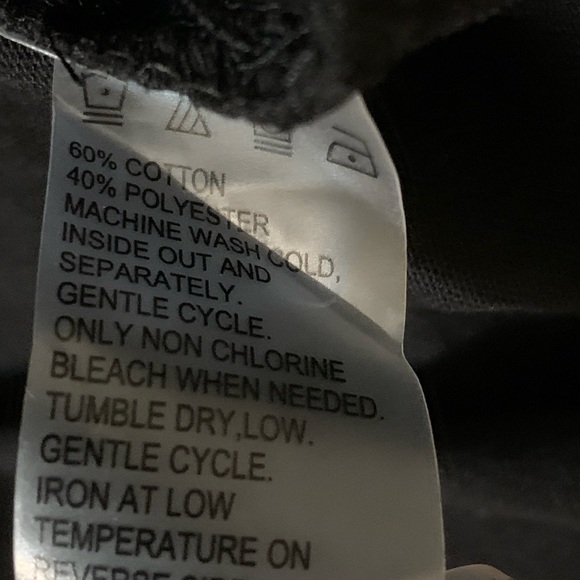 60% COTTON
40% POLYESTER
MACHINE WASH COLD,
INSIDE OUT AND
SEPARATELY.
GENTLE CYCLE.
ONLY NON CHLORINE
BLEACH WHEN NEEDED.
TUMBLE DRY,LOW.
GENTLE CYCLE.
IRON AT LOW
TEMPERATURE ON
REVERSE